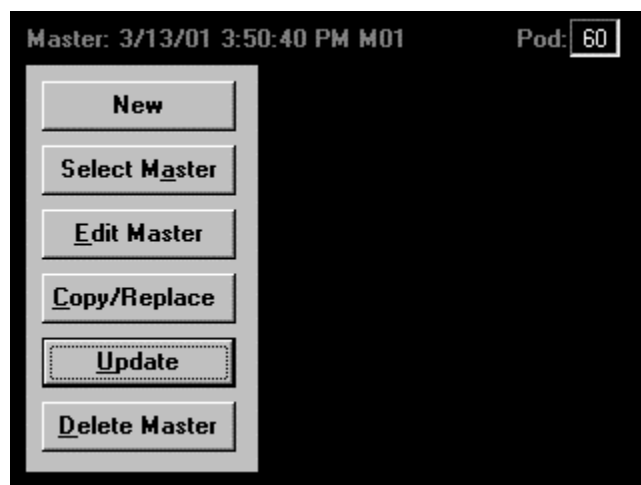 Master: 3/13/01 3:50:40 PM M01 Pod: 60
New
Select Master
Edit Master
Copy/Replace
Update
Delete Master